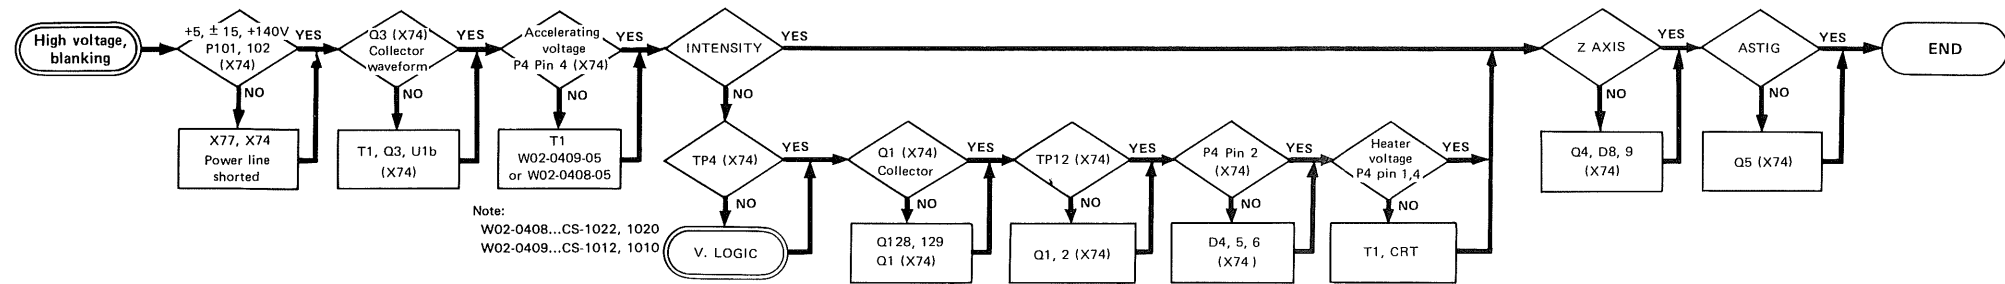 High voltage,
blanking
+5, ± 15, +140V
P101, 102
(X74)
YES
NO
X77, X74
Power line
shorted
Q3 (X74)
Collector
waveform
YES
NO
T1, Q3, U1b
(X74)
Accelerating
voltage
P4 Pin 4 (X74)
YES
NO
T1
W02-0409-05
or W02-0408-05
Note:
W02-0408...CS-1022, 1020
W02-0409...CS-1012, 1010
INTENSITY
YES
NO
TP4 (X74)
YES
NO
V. LOGIC
Q1 (X74)
Collector
YES
NO
Q128, 129
Q1 (X74)
TP12 (X74)
YES
NO
Q1, 2 (X74)
P4 Pin 2
(X74)
YES
NO
D4, 5, 6
(X74)
Heater
voltage
P4 pin 1,4
YES
NO
T1, CRT
Z AXIS
YES
NO
Q4, D8, 9
(X74)
ASTIG
YES
NO
Q5 (X74)
END